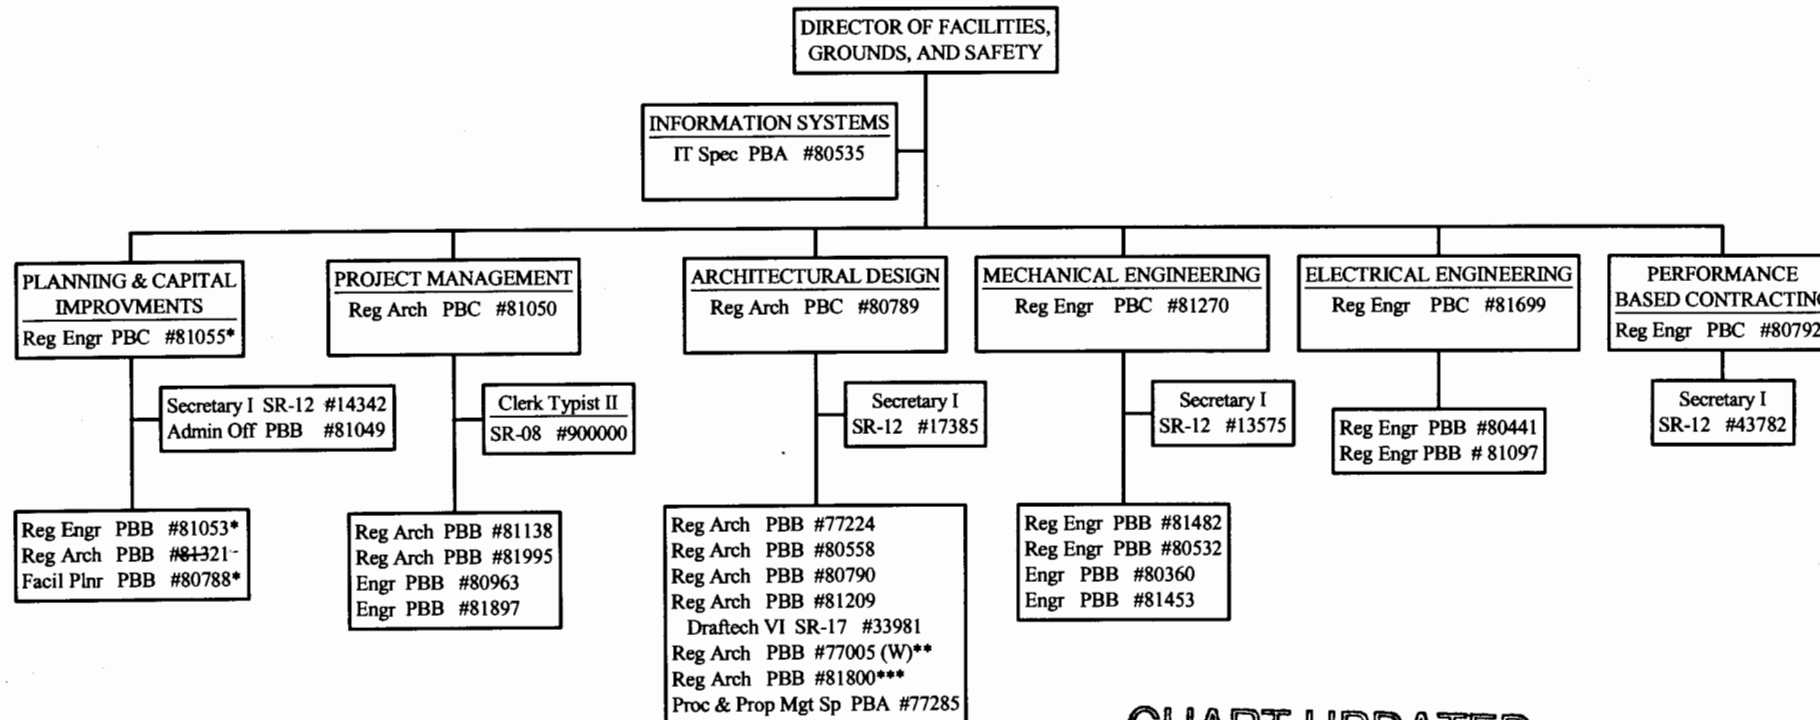 DIRECTOR OF FACILITIES,
GROUNDS, AND SAFETY
INFORMATION SYSTEMS
IT Spec PBA #80535
PLANNING & CAPITAL
IMPROVMENTS
Reg Engr PBC #81055*
PROJECT MANAGEMENT
Reg Arch PBC #81050
ARCHITECTURAL DESIGN
Reg Arch PBC #80789
MECHANICAL ENGINEERING
Reg Engr PBC #81270
ELECTRICAL ENGINEERING
Reg Engr PBC #81699
PERFORMANCE
BASED CONTRACTING
Reg Engr PBC #80792
Secretary I SR-12 #14342
Admin Off PBB #81049
Clerk Typist II
SR-08 #900000
Secretary I
SR-12 #17385
Secretary I
SR-12 #13575
Reg Engr PBB #80441
Reg Engr PBB # 81097
Secretary I
SR-12 #43782
Reg Engr PBB #81053*
Reg Arch PBB #81321
Facil Plnr PBB #80788*
Reg Arch PBB #81138
Reg Arch PBB #81995
Engr PBB #80963
Engr PBB #81897
Reg Arch PBB #77224
Reg Arch PBB #80558
Reg Arch PBB #80790
Reg Arch PBB #81209
Draftech VI SR-17 #33981
Reg Arch PBB #77005 (W)**
Reg Arch PBB #81800***
Proc & Prop Mgt Sp PBA #77285
Reg Engr PBB #81482
Reg Engr PBB #80532
Engr PBB #80360
Engr PBB #81453
CHART UPDATED